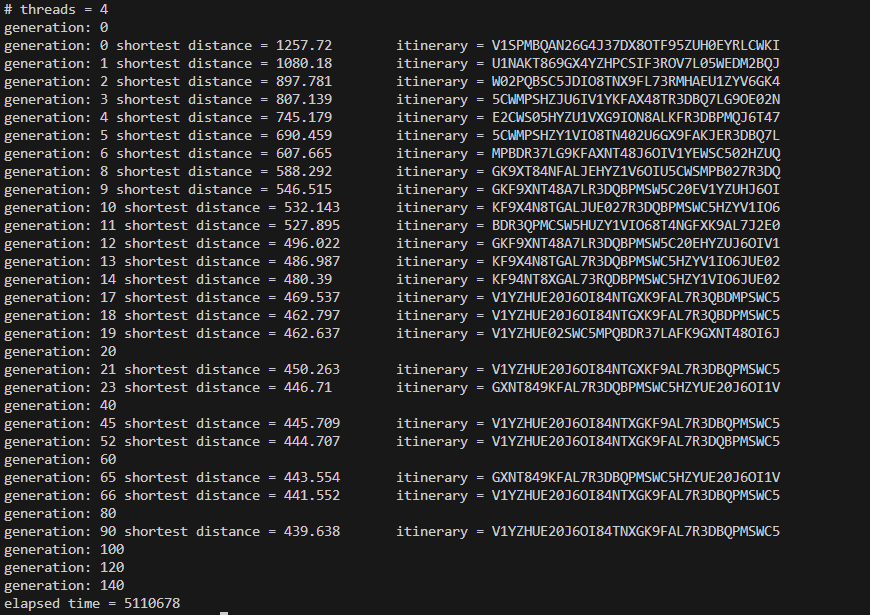 # threads = 4
generation: 0
generation: 0 shortest distance = 1257.72 itinerary = V1SPMBQAN26G4J37DX8OTF95ZUH0EYRLCWKI
generation: 1 shortest distance = 1080.18 itinerary = U1NAKT869GX4YZHPCSIF3ROV7L05WEDM2BQJ
generation: 2 shortest distance = 897.781 itinerary = W02PQBSC5JDIO8TNX9FL73RMHAEU1ZYV6GK4
generation: 3 shortest distance = 807.139 itinerary = 5CWMPSHZJU6IV1YKFAX48TR3DBQ7LG9OE02N
generation: 4 shortest distance = 745.179 itinerary = E2CWS05HYZU1VXG9ION8ALKFR3DBPMQJ6T47
generation: 5 shortest distance = 690.459 itinerary = 5CWMPSHZY1VIO8TN402U6GX9FAKJER3DBQ7L
generation: 6 shortest distance = 607.665 itinerary = MPBDR37LG9KFAXNT48J6OIV1YEWSC502HZUQ
generation: 8 shortest distance = 588.292 itinerary = GK9XT84NFALJEHYZ1V6OIU5CWSMPB027R3DQ
generation: 9 shortest distance = 546.515 itinerary = GKF9XNT48A7LR3DQBPMSW5C20EV1YZUHJ6OI
generation: 10 shortest distance = 532.143 itinerary = KF9X4N8TGALJUE027R3DQBPMSWC5HZYV1IO6
generation: 11 shortest distance = 527.895 itinerary = BDR3QPMCSW5HUZY1VIO68T4NGFXK9AL7J2E0
generation: 12 shortest distance = 496.022 itinerary = GKF9XNT48A7LR3DQBPMSW5C20EHYZUJ6OIV1
generation: 13 shortest distance = 486.987 itinerary = KF9X4N8TGAL7R3DQBPMSWC5HZYV1IO6JUE02
generation: 14 shortest distance = 480.39 itinerary = KF94NT8XGAL73RQDBPMSWC5HZY1VIO6JUE02
generation: 17 shortest distance = 469.537 itinerary = V1YZHUE20J6OI84NTGXK9FAL7R3QBDMPSWC5
generation: 18 shortest distance = 462.797 itinerary = V1YZHUE20J6OI84NTGXK9FAL7R3QBDPMSWC5
generation: 19 shortest distance = 462.637 itinerary = V1YZHUE02SWC5MPQBDR37LAFK9GXNT48OI6J
generation: 20
generation: 21 shortest distance = 450.263 itinerary = V1YZHUE20J6OI84NTGXKF9AL7R3DBQPMSWC5
generation: 23 shortest distance = 446.71 itinerary = GXNT849KFAL7R3DQBPMSWC5HZYUE20J6OI1V
generation: 40
generation: 45 shortest distance = 445.709 itinerary = V1YZHUE20J6OI84NTXGKF9AL7R3DBQPMSWC5
generation: 52 shortest distance = 444.707 itinerary = V1YZHUE20J6OI84NTXGK9FAL7R3DQBPMSWC5
generation: 60
generation: 65 shortest distance = 443.554 itinerary = GXNT849KFAL7R3DBQPMSWC5HZYUE20J6OI1V
generation: 66 shortest distance = 441.552 itinerary = V1YZHUE20J6OI84NTXGK9FAL7R3DBQPMSWC5
generation: 80
generation: 90 shortest distance = 439.638 itinerary = V1YZHUE20J6OI84TNXGK9FAL7R3DBQPMSWC5
generation: 100
generation: 120
generation: 140
elapsed time = 5110678